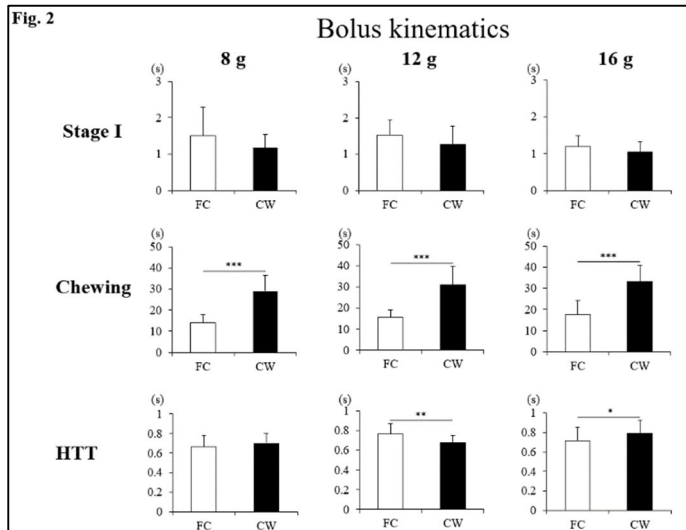 Fig. 2
Bolus kinematics
8 g 12 g 16 g
Stage I
(s) 3 2 1 0 FC CW
(s) 3 2 1 0 FC CW
(s) 3 2 1 0 FC CW
Chewing
(s) 50 40 30 20 10 0 *** FC CW
(s) 50 40 30 20 10 0 *** FC CW
(s) 50 40 30 20 10 0 *** FC CW
HTT
(s) 1 0.8 0.6 0.4 0.2 0 FC CW
(s) 1 0.8 0.6 0.4 0.2 0 ** FC CW
(s) 1 0.8 0.6 0.4 0.2 0 * FC CW